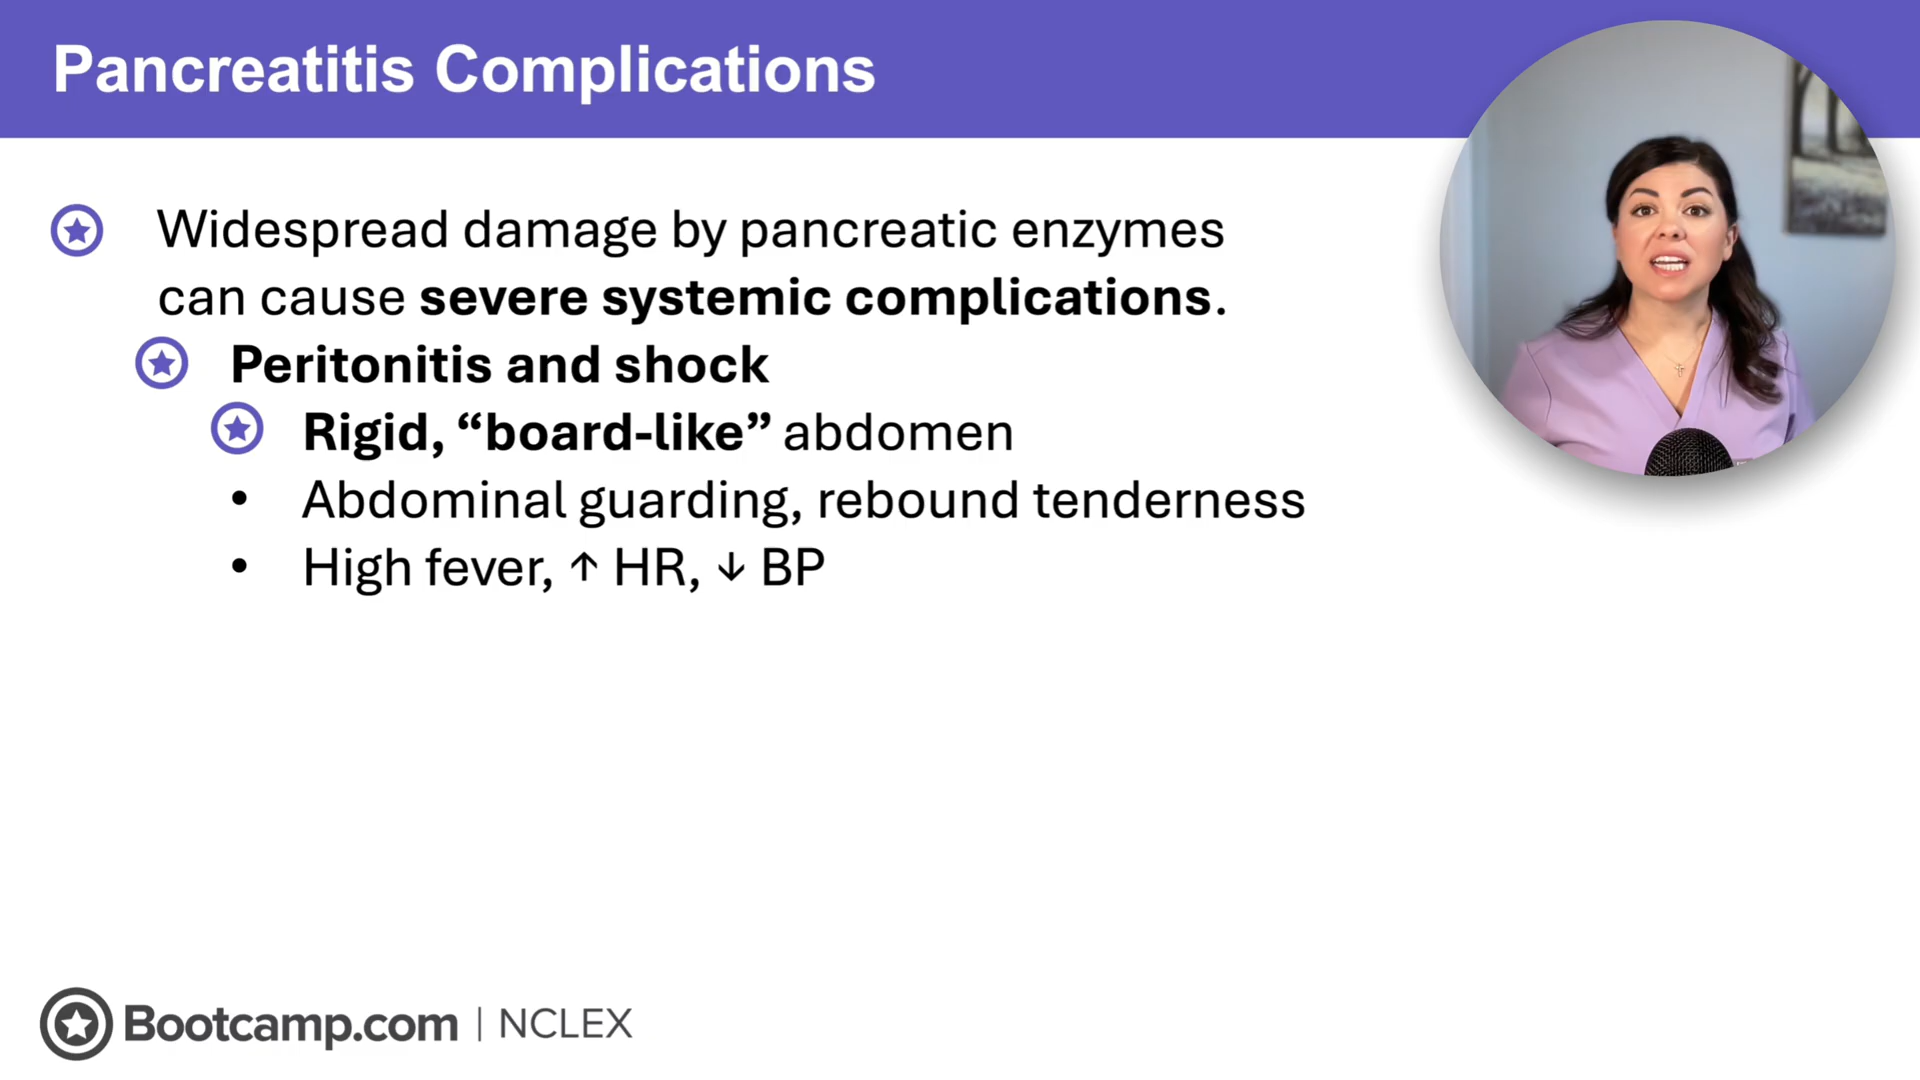 Pancreatitis Complications
Widespread damage by pancreatic enzymes
can cause severe systemic complications.
Peritonitis and shock
Rigid, “board-like” abdomen
• Abdominal guarding, rebound tenderness
• High fever, ↑ HR, ↓ BP
Bootcamp.com | NCLEX